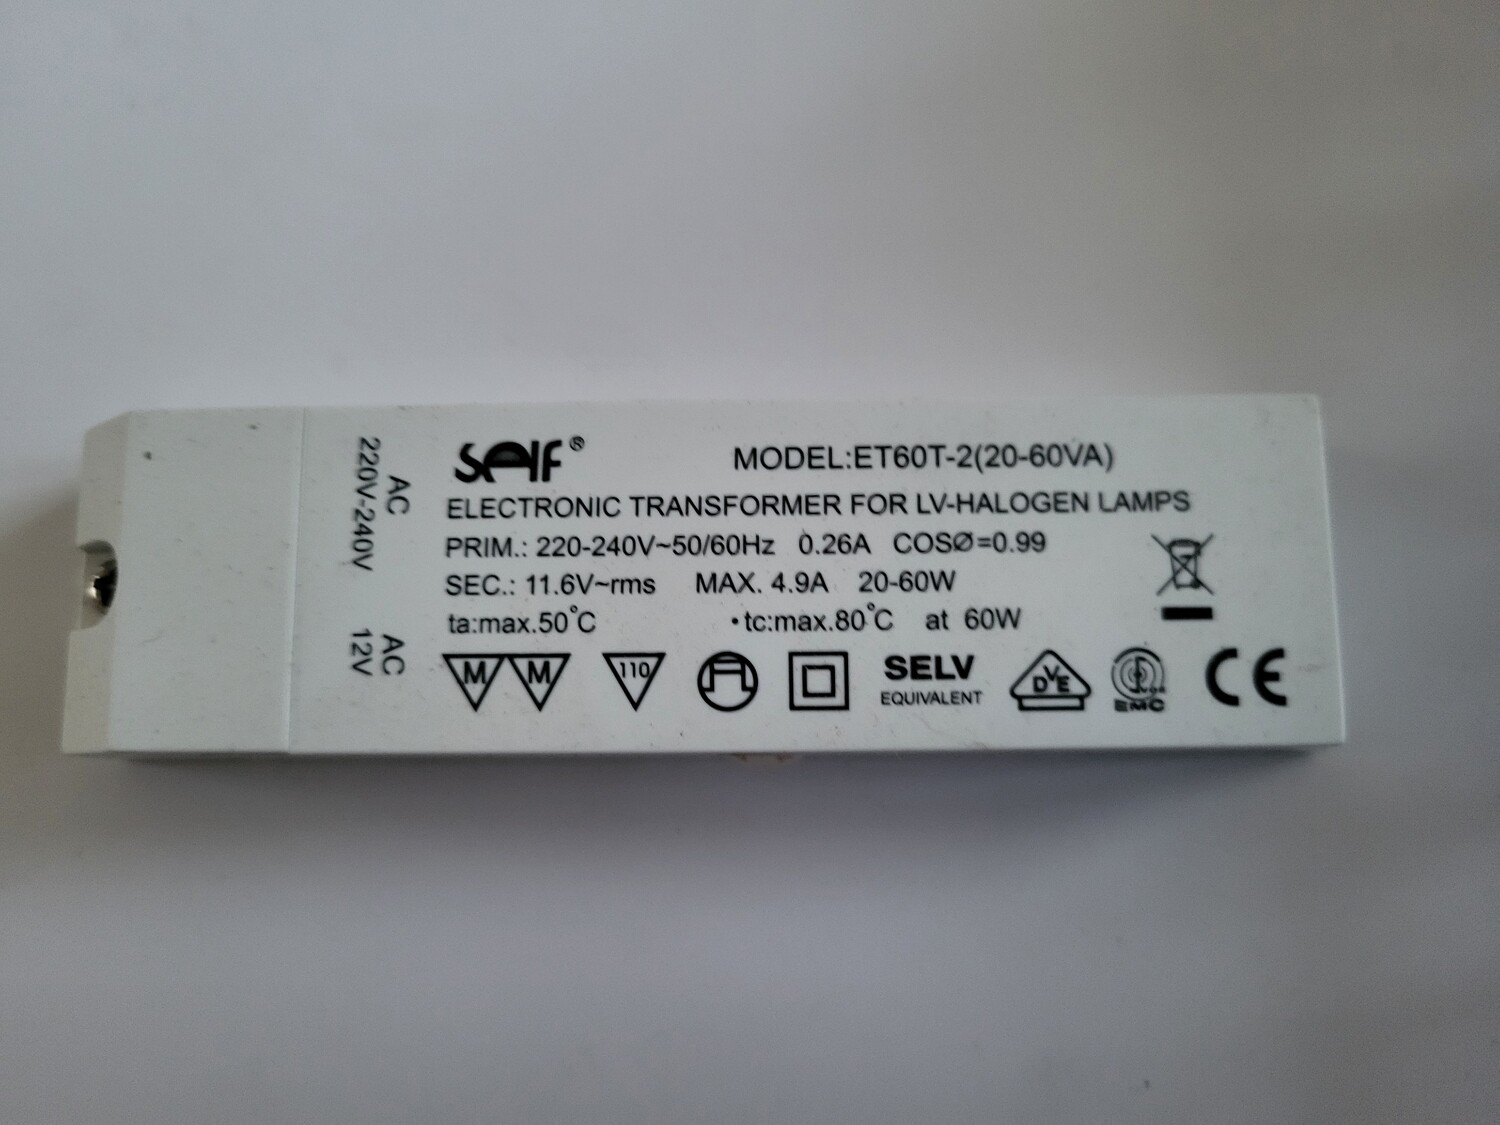 SELF®
MODEL:ET60T-2(20-60VA)
ELECTRONIC TRANSFORMER FOR LV-HALOGEN LAMPS
PRIM.: 220-240V~50/60Hz 0.26A COSØ=0.99
SEC.: 11.6V~rms MAX. 4.9A 20-60W
ta:max.50°C •tc:max.80°C at 60W
M M 110 SELV
EQUIVALENT
DVE
EMC
CE
AC
220V-240V
AC
12V